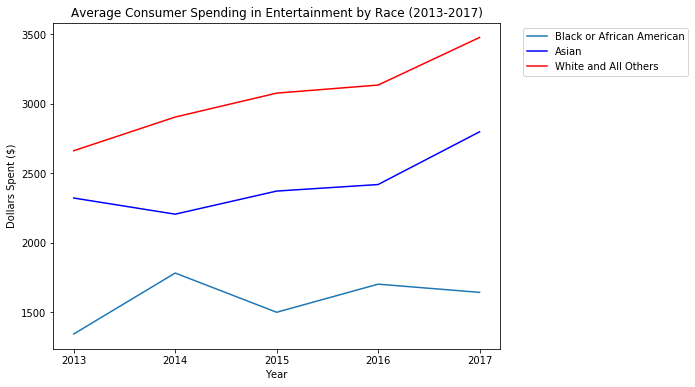 Average Consumer Spending in Entertainment by Race (2013-2017)
Black or African American
Asian
White and All Others
3500
3000
2500
2000
1500
Dollars Spent ($)
2013 2014 2015 2016 2017
Year